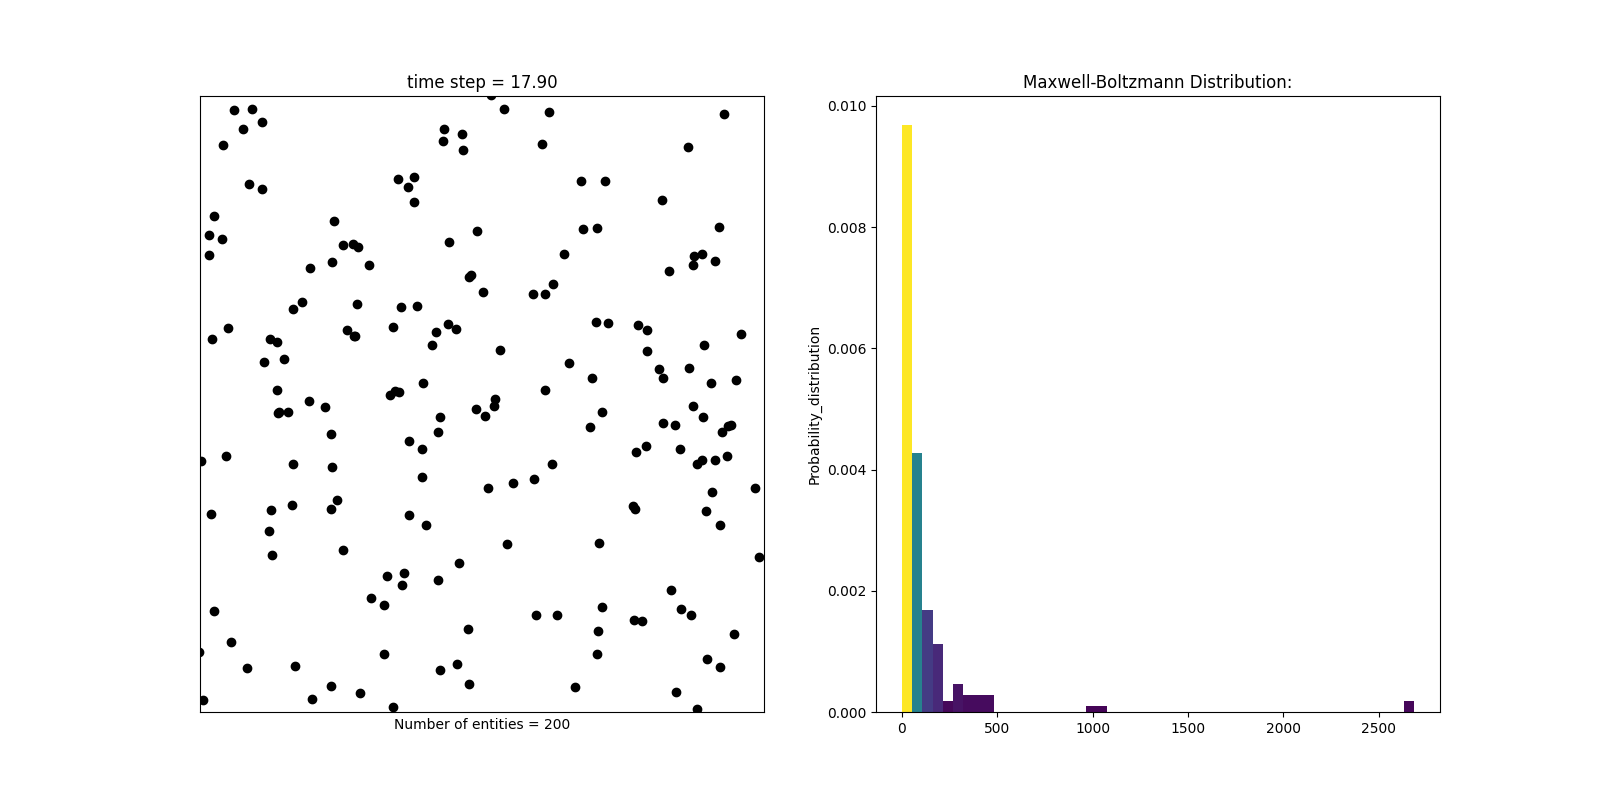 time step = 17.90
Number of entities = 200
Maxwell-Boltzmann Distribution:
Probability_distribution
0.010
0.008
0.006
0.004
0.002
0.000
0 500 1000 1500 2000 2500